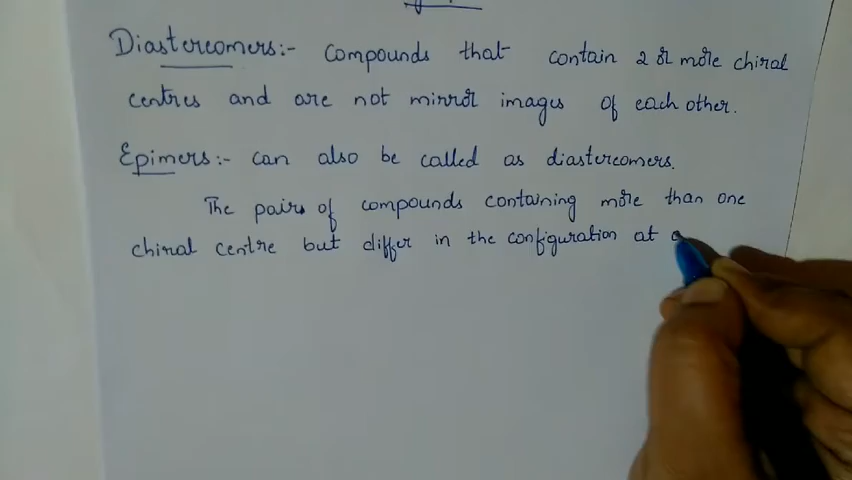 Diastereomers:- compounds that contain 2 or more chiral
centres and are not mirror images of each other.
Epimers:- can also be called as diastereomers.
The pairs of compounds containing more than one
chiral centre but differ in the configuration at